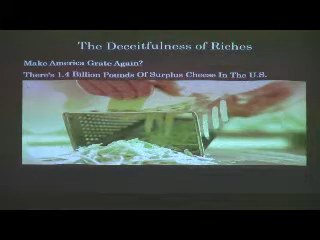 The Deceitfulness of Riches
Make America Grate Again?
There's 1.4 Billion Pounds Of Surplus Cheese In The U.S.